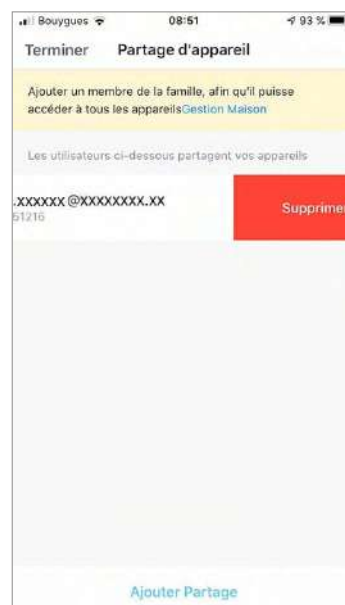 Bouygues 08:51 93 %
Terminer Partage d'appareil
Ajouter un membre de la famille, afin qu'il puisse
accéder à tous les appareilsGestion Maison
Les utilisateurs ci-dessous partagent vos appareils
.xxxxxx@xxxxxxxx.xx
51216
Supprimer
Ajouter Partage